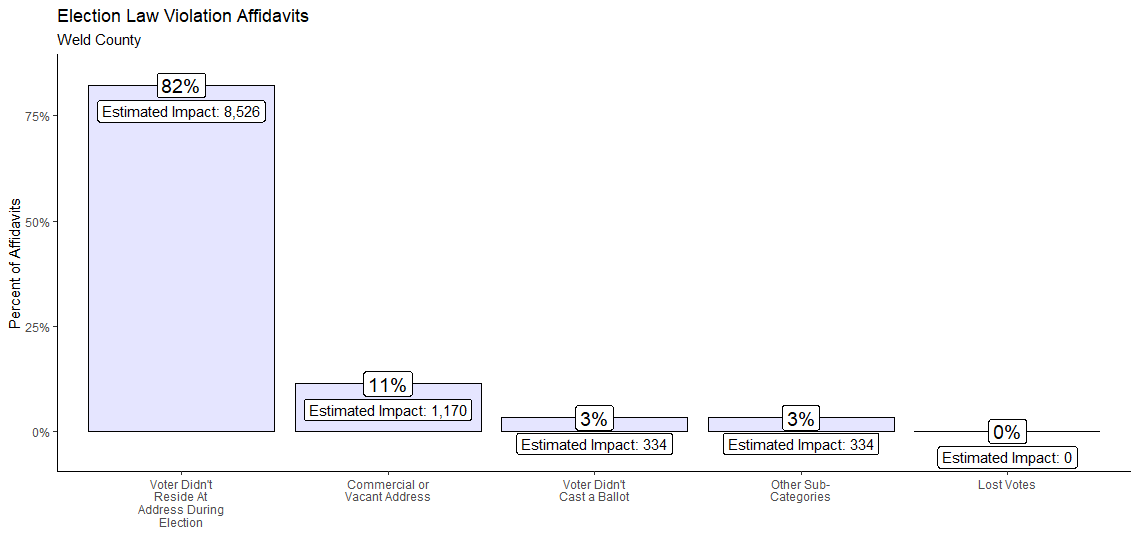 Election Law Violation Affidavits
Weld County
Percent of Affidavits
75%
50%
25%
0%
82%
Estimated Impact: 8,526
11%
Estimated Impact: 1,170
3%
Estimated Impact: 334
3%
Estimated Impact: 334
0%
Estimated Impact: 0
Voter Didn't
Reside At
Address During
Election
Commercial or
Vacant Address
Voter Didn't
Cast a Ballot
Other Sub-
Categories
Lost Votes